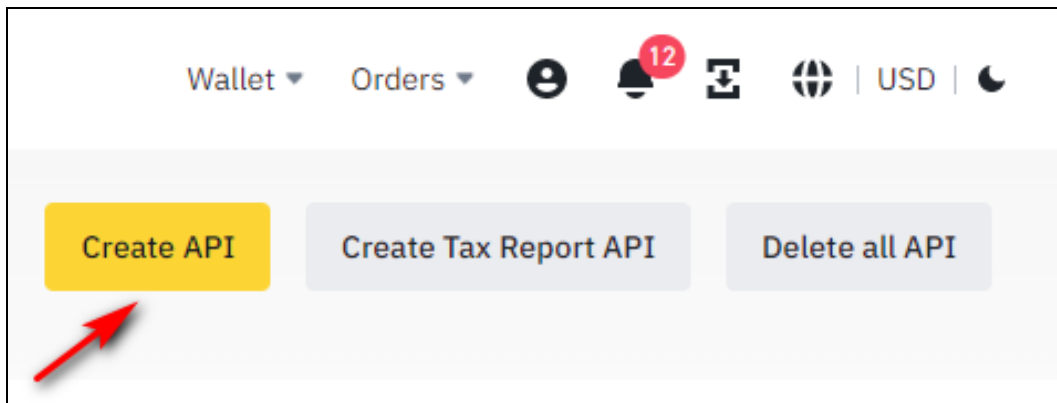 Wallet Orders 12 | USD |
Create API Create Tax Report API Delete all API